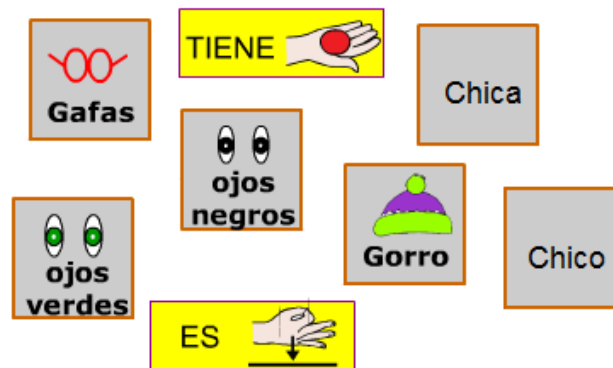 TIENE
Gafas
Chica
ojos
negros
Gorro
ojos
verdes
Chico
ES